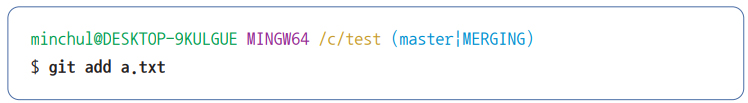 minchul@DESKTOP-9KULGUE MINGW64 /c/test (master¦MERGING)
$ git add a.txt